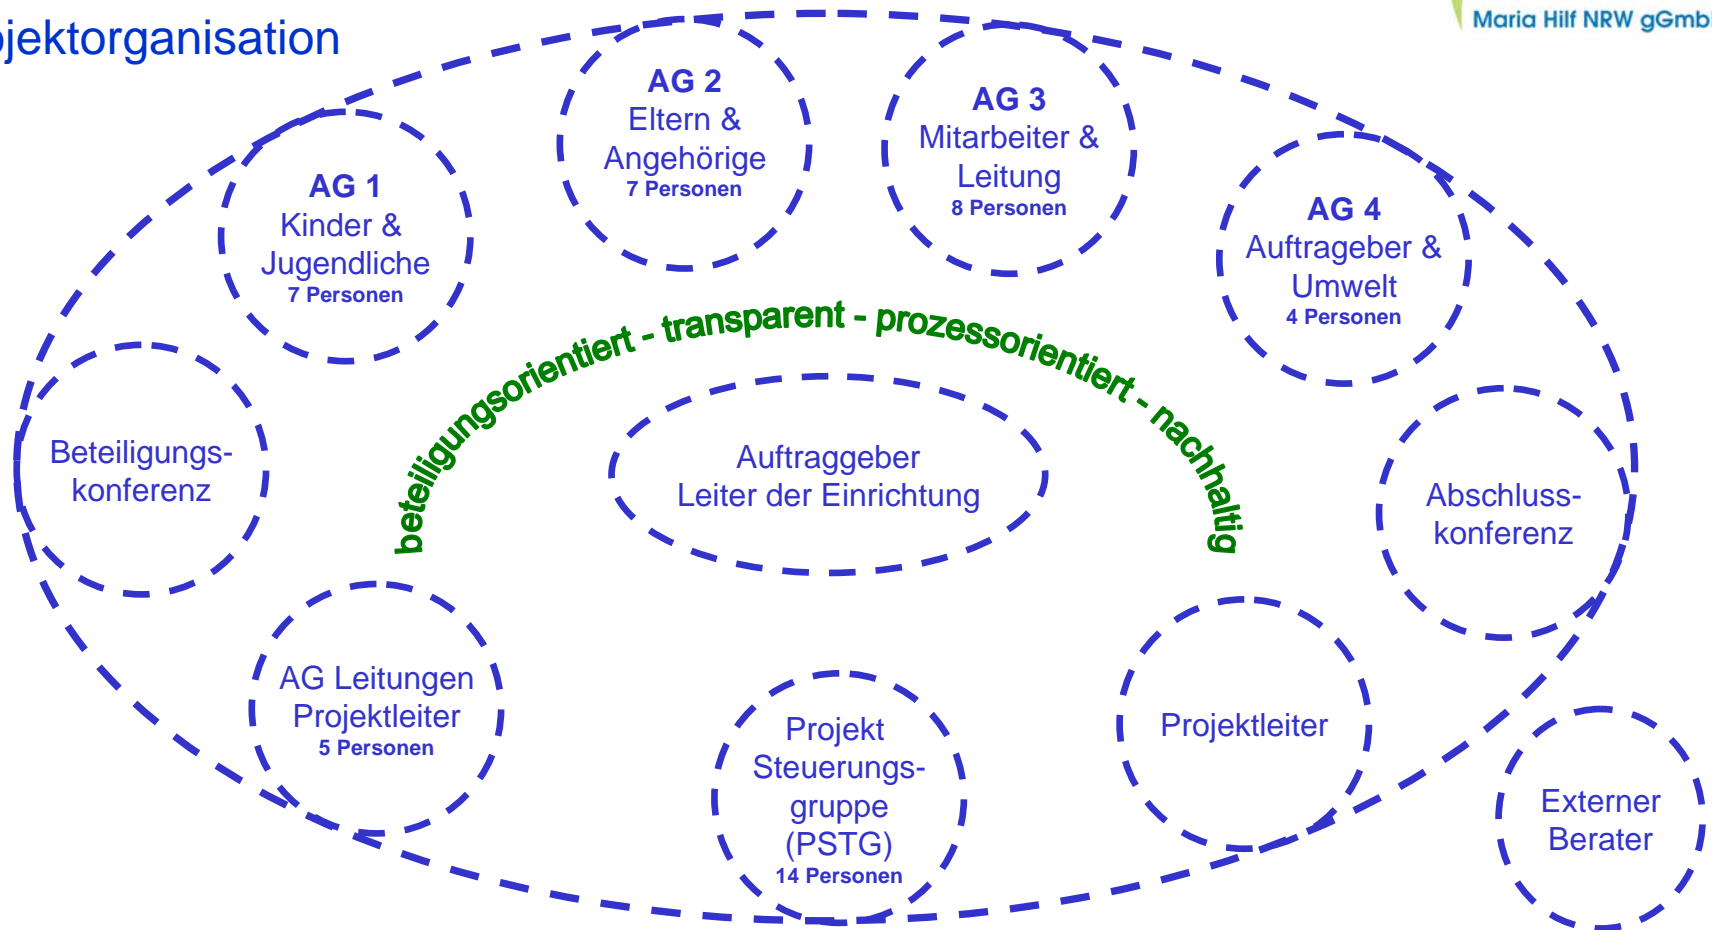 ojektorganisation
Maria Hilf NRW gGmb
AG 1
Kinder &
Jugendliche
7 Personen
AG 2
Eltern &
Angehörige
7 Personen
AG 3
Mitarbeiter &
Leitung
8 Personen
AG 4
Auftrageber &
Umwelt
4 Personen
beteiligungsorientiert - transparent - prozessorientiert - nachhaltig
Beteiligungs-
konferenz
Auftraggeber
Leiter der Einrichtung
Abschluss-
konferenz
AG Leitungen
Projektleiter
5 Personen
Projekt
Steuerungs-
gruppe
(PSTG)
14 Personen
Projektleiter
Externer
Berater